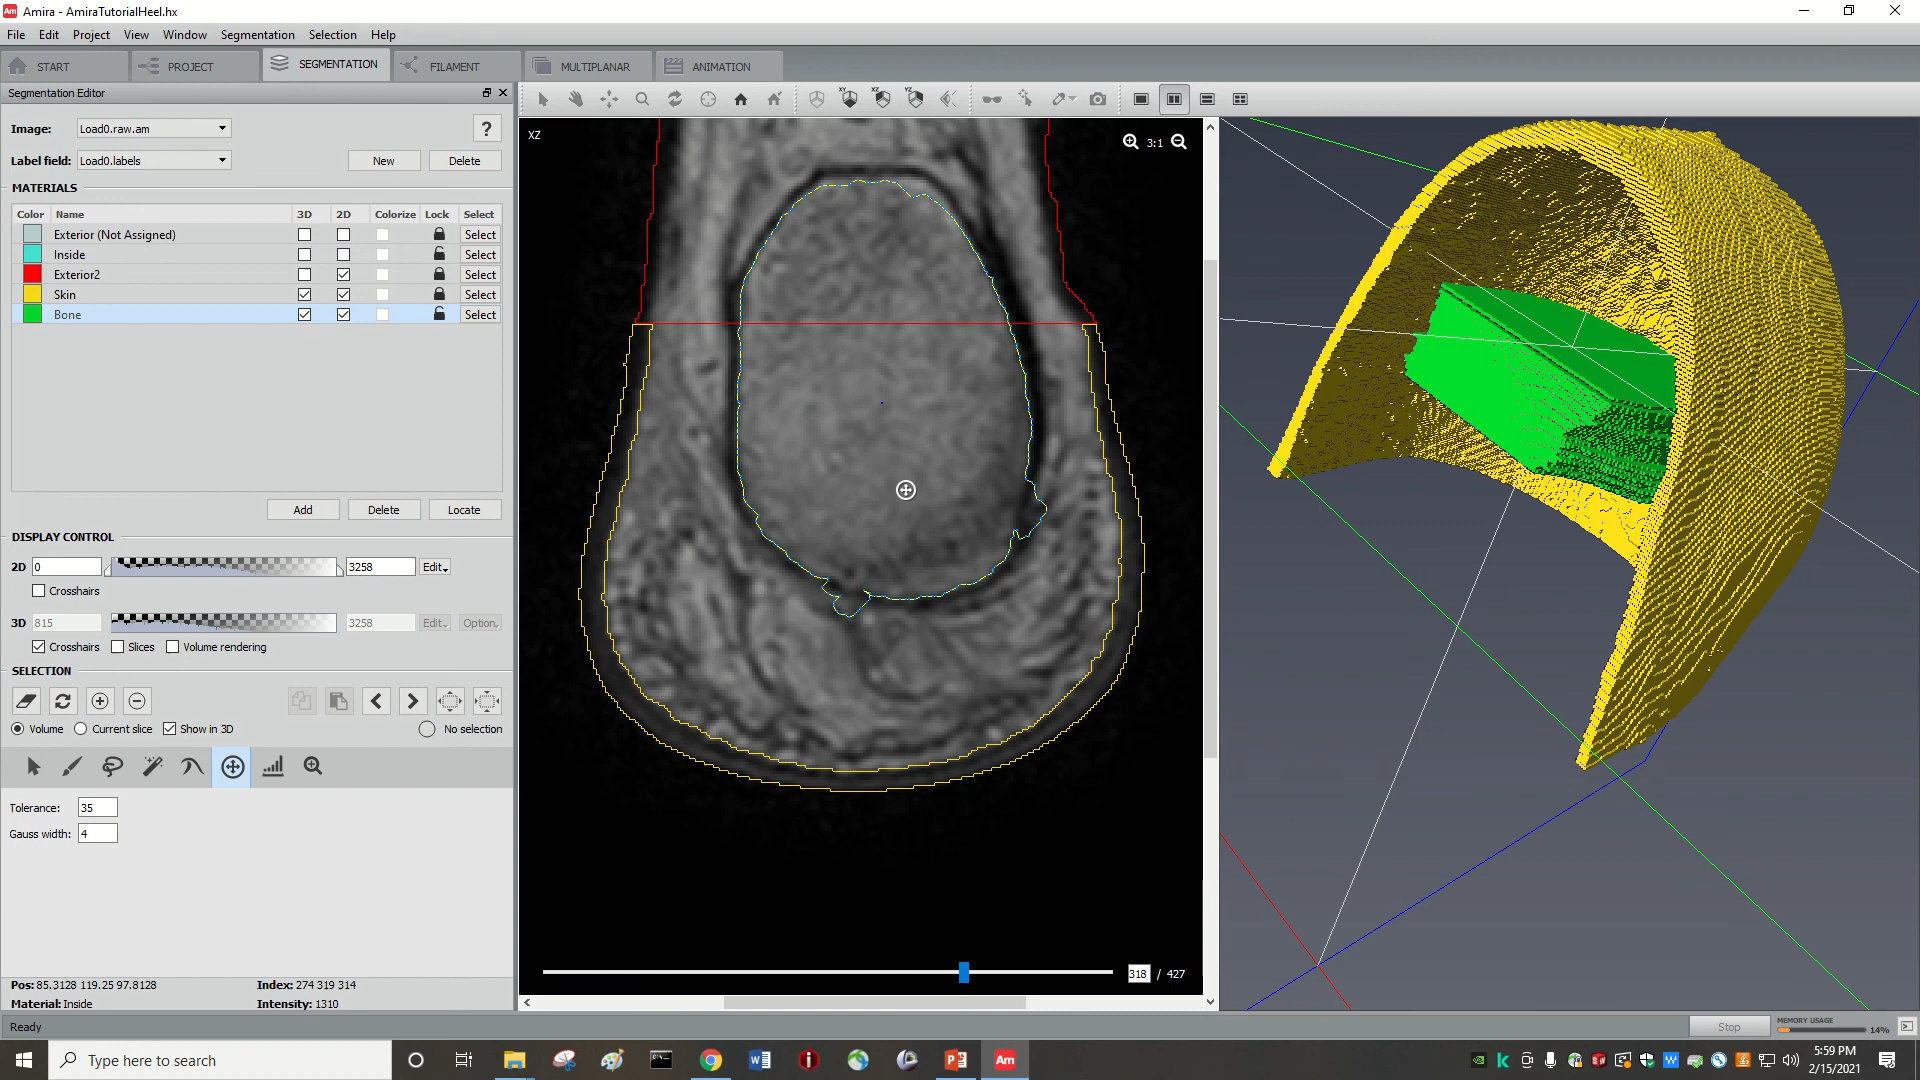 Am Amira - AmiraTutorialHeel.hx
File Edit Project View Window Segmentation Selection Help
START PROJECT SEGMENTATION FILAMENT MULTIPLANAR ANIMATION
Segmentation Editor
XY XZ YZ
Image: Load0.raw.am ?
Label field: Load0.labels New Delete
MATERIALS
Color Name 3D 2D Colorize Lock Select
Exterior (Not Assigned) Select
Inside Select
Exterior2 Select
Skin Select
Bone Select
Add Delete Locate
DISPLAY CONTROL
2D 0 3258 Edit
Crosshairs
3D 815 3258 Edit Option
Crosshairs Slices Volume rendering
SELECTION
Volume Current slice Show in 3D No selection
Tolerance: 35
Gauss width: 4
Pos: 85.3128 119.25 97.8128 Index: 274 319 314
Material: Inside Intensity: 1310
XZ 3:1
318 / 427
Ready Stop MEMORY USAGE 14%
Type here to search
Am
5:59 PM
2/15/2021